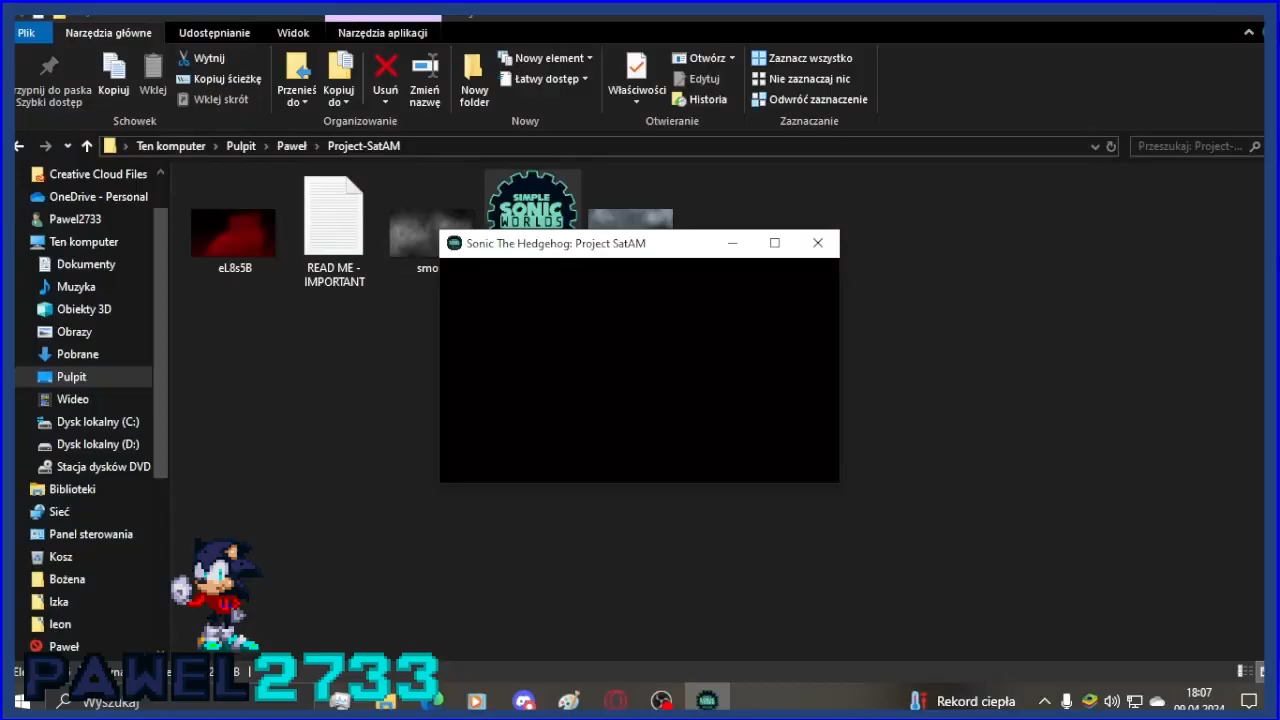 Plik Narzędzia główne Udostępnianie Widok Narzędzia aplikacji
Wytnij
Kopiuj ścieżkę
Wklej skrót
Szybki dostęp
Kopiuj
Wklej
Przenieś do
Kopiuj do
Usuń
Zmień nazwę
Nowy folder
Nowy element
Łatwy dostęp
Właściwości
Otwórz
Edytuj
Historia
Zaznacz wszystko
Nie zaznaczaj nic
Odwróć zaznaczenie
Schowek Organizowanie Nowy Otwieranie Zaznaczanie
Ten komputer › Pulpit › Paweł › Project-SatAM
Przeszukaj: Project-...
Creative Cloud Files
OneDrive - Personal
Pawel2733
Ten komputer
Dokumenty
Muzyka
Obiekty 3D
Obrazy
Pobrane
Pulpit
Wideo
Dysk lokalny (C:)
Dysk lokalny (D:)
Stacja dysków DVD
Biblioteki
Sieć
Panel sterowania
Kosz
Bożena
Izka
leon
Paweł
eL8s5B
READ ME -
IMPORTANT
smo
SIMPLE
SONIC
WORLDS
Sonic The Hedgehog: Project SatAM
PAWEL2733
Wyszukaj
Rekord ciepła
18:07
09.04.2024